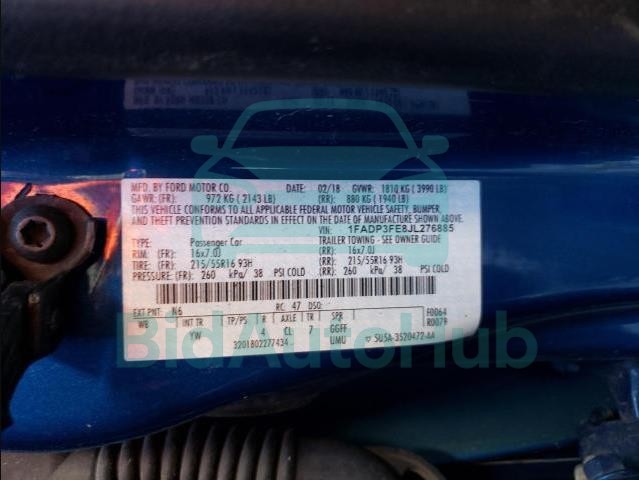 MFD. BY FORD MOTOR CO. DATE: 02/18 GVWR: 1810 KG ( 3990 LB)
GAWR: (FR): 972 KG ( 2143 LB) (RR): 880 KG ( 1940 LB)
THIS VEHICLE CONFORMS TO ALL APPLICABLE FEDERAL MOTOR VEHICLE SAFETY, BUMPER,
AND THEFT PREVENTION STANDARDS IN EFFECT ON THE DATE OF MANUFACTURE SHOWN ABOVE.
VIN: 1FADP3FE8JL276885
TYPE: Passenger Car TRAILER TOWING - SEE OWNER GUIDE
RIM: (FR): 16x7.0J (RR): 16x7.0J
TIRE: (FR): 215/55R16 93H (RR): 215/55R16 93H
PRESSURE: (FR): 260 kPa/ 38 PSI COLD (RR): 260 kPa/ 38 PSI COLD
EXT PNT: N6 RC: 47 DSO: F0064
WB INT TR TP/PS R AXLE TR SPR R0079
YW 4 CL 7 GGFF
3201802277434 UMU 5U5A-3520472-AA
BidAutoHub